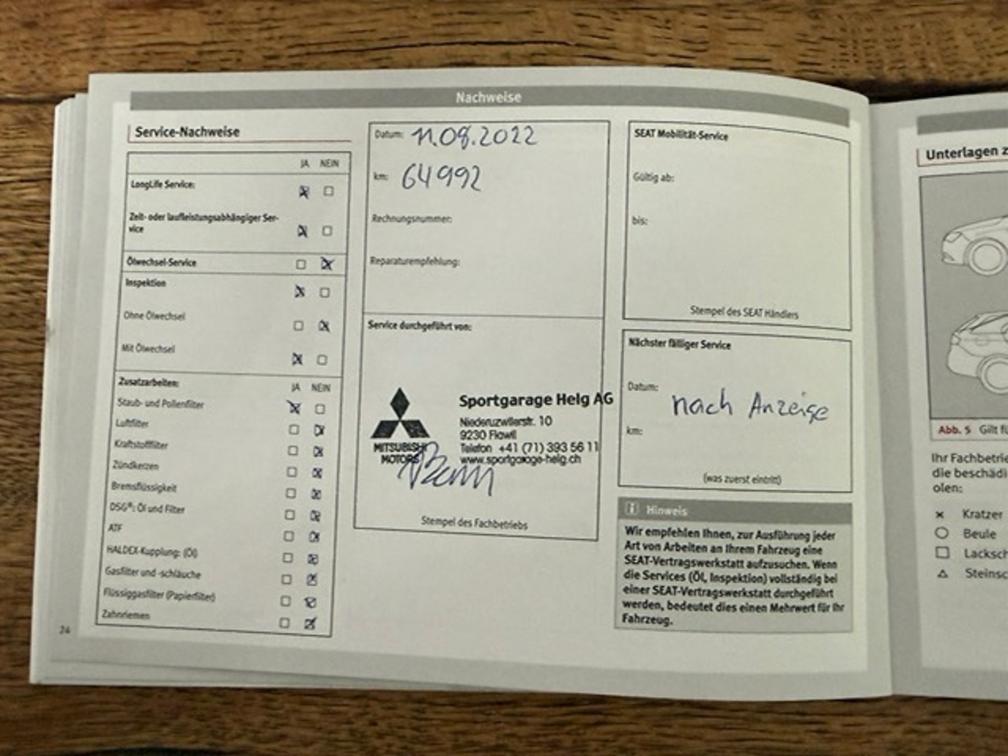 Nachweise
Service-Nachweise
JA NEIN
LongLife Service:
Zeit- oder laufleistungsabhängiger Ser-
vice
Ölwechsel-Service
Inspektion
Ohne Ölwechsel
Mit Ölwechsel
Zusatzarbeiten: JA NEIN
Staub- und Pollenfilter
Luftfilter
Kraftstofffilter
Zündkerzen
Bremsflüssigkeit
DSG®: Öl und Filter
ATF
HALDEX-Kupplung: (Öl)
Gasfilter und -schläuche
Flüssiggasfilter (Papierfilter)
Zahnriemen
24
Datum: 11.08.2022
km: 64992
Rechnungsnummer:
Reparaturempfehlung:
Service durchgeführt von:
MITSUBISHI
MOTORS
Sportgarage Helg AG
Niederuzwilerstr. 10
9230 Flawil
Telefon +41 (71) 393 56 11
www.sportgarage-helg.ch
Stempel des Fachbetriebs
SEAT Mobilität-Service
Gültig ab:
bis:
Stempel des SEAT Händlers
Nächster fälliger Service
Datum:
nach Anzeige
km:
(was zuerst eintritt)
Hinweis
Wir empfehlen Ihnen, zur Ausführung jeder
Art von Arbeiten an Ihrem Fahrzeug eine
SEAT-Vertragswerkstatt aufzusuchen. Wenn
die Services (Öl, Inspektion) vollständig bei
einer SEAT-Vertragswerkstatt durchgeführt
werden, bedeutet dies einen Mehrwert für Ihr
Fahrzeug.
Unterlagen z
Abb. 5 Gilt fü
Ihr Fachbetrie
die beschädi
olen:
Kratzer
Beule
Lacksch
Steinsc